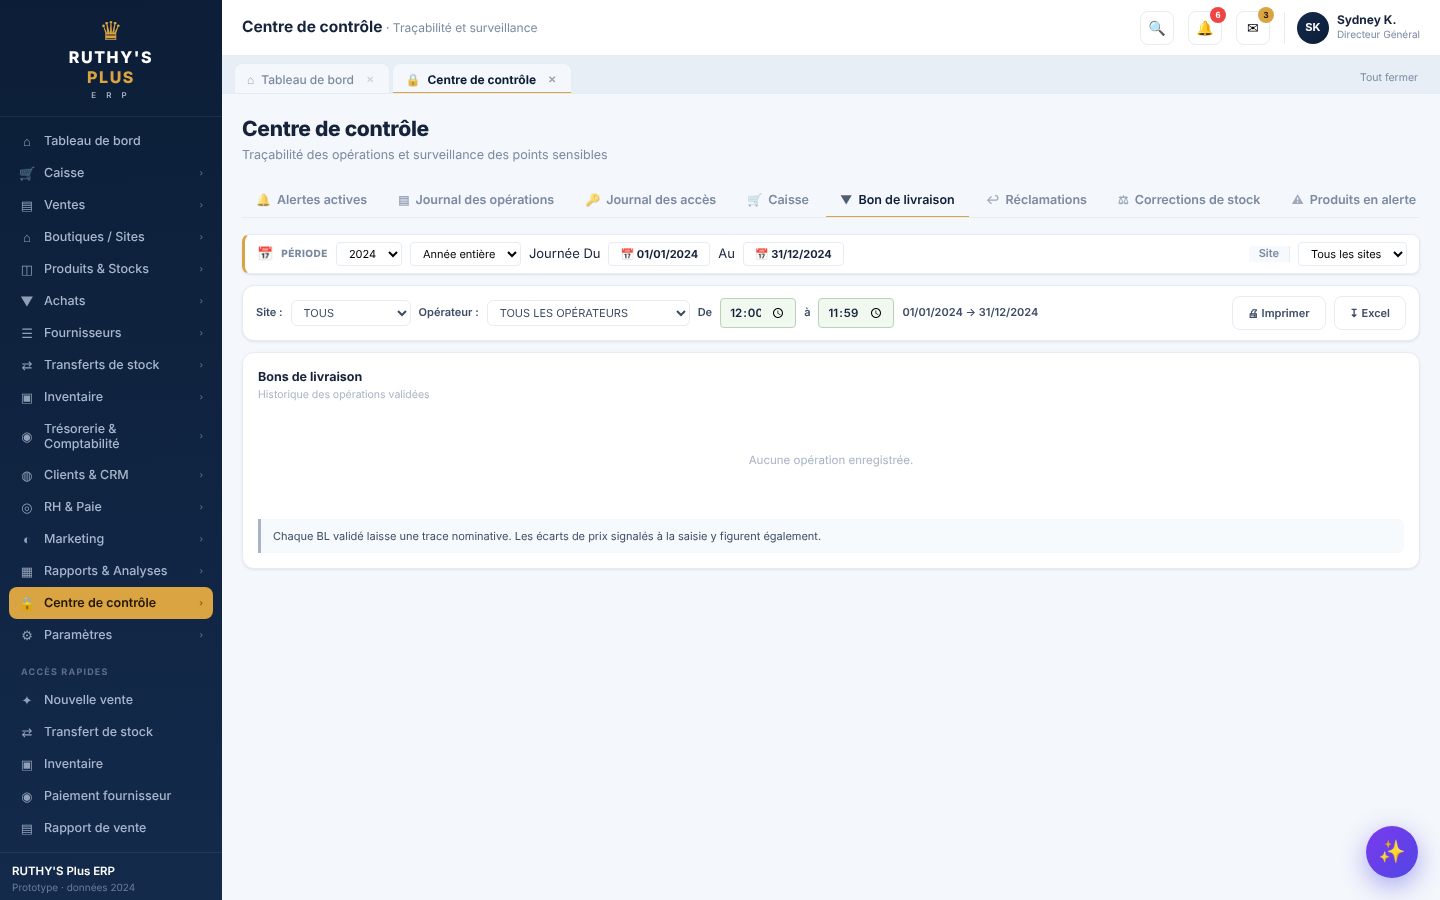 RUTHY'S
PLUS
ERP
Tableau de bord
Caisse
Ventes
Boutiques / Sites
Produits & Stocks
Achats
Fournisseurs
Transferts de stock
Inventaire
Trésorerie &
Comptabilité
Clients & CRM
RH & Paie
Marketing
Rapports & Analyses
Centre de contrôle
Paramètres
ACCÈS RAPIDES
Nouvelle vente
Transfert de stock
Inventaire
Paiement fournisseur
Rapport de vente
RUTHY'S Plus ERP
Prototype · données 2024
Centre de contrôle · Traçabilité et surveillance
6
3
SK
Sydney K.
Directeur Général
Tableau de bord ×
Centre de contrôle ×
Tout fermer
Centre de contrôle
Traçabilité des opérations et surveillance des points sensibles
Alertes actives
Journal des opérations
Journal des accès
Caisse
Bon de livraison
Réclamations
Corrections de stock
Produits en alerte
PÉRIODE 2024 Année entière Journée Du 01/01/2024 Au 31/12/2024 Site Tous les sites
Site : TOUS Opérateur : TOUS LES OPÉRATEURS De 12:00 à 11:59 01/01/2024 → 31/12/2024 Imprimer Excel
Bons de livraison
Historique des opérations validées
Aucune opération enregistrée.
Chaque BL validé laisse une trace nominative. Les écarts de prix signalés à la saisie y figurent également.